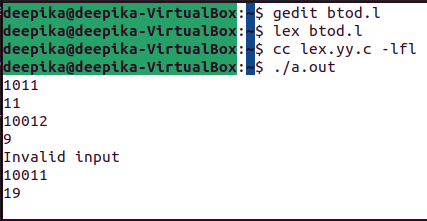 deepika@deepika-VirtualBox:~$ gedit btod.l
deepika@deepika-VirtualBox:~$ lex btod.l
deepika@deepika-VirtualBox:~$ cc lex.yy.c -lfl
deepika@deepika-VirtualBox:~$ ./a.out
1011
11
10012
9
Invalid input
10011
19